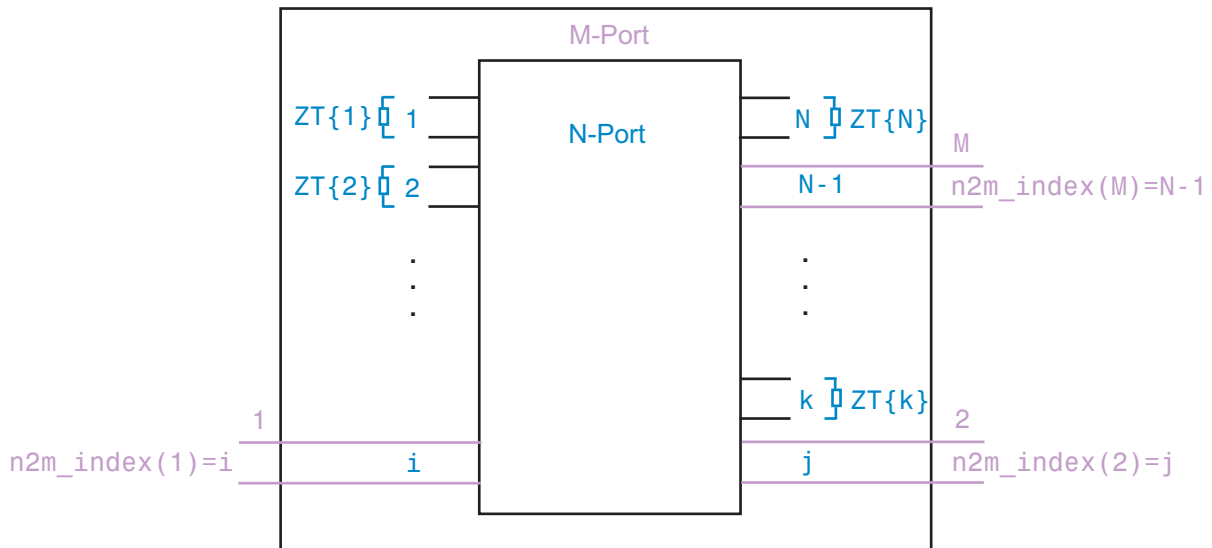 M-Port
ZT{1} 1 N ZT{N}
N-Port
M
ZT{2} 2 N-1 n2m_index(M)=N-1
.
.
.
.
.
.
k ZT{k}
1 2
n2m_index(1)=i i j n2m_index(2)=j